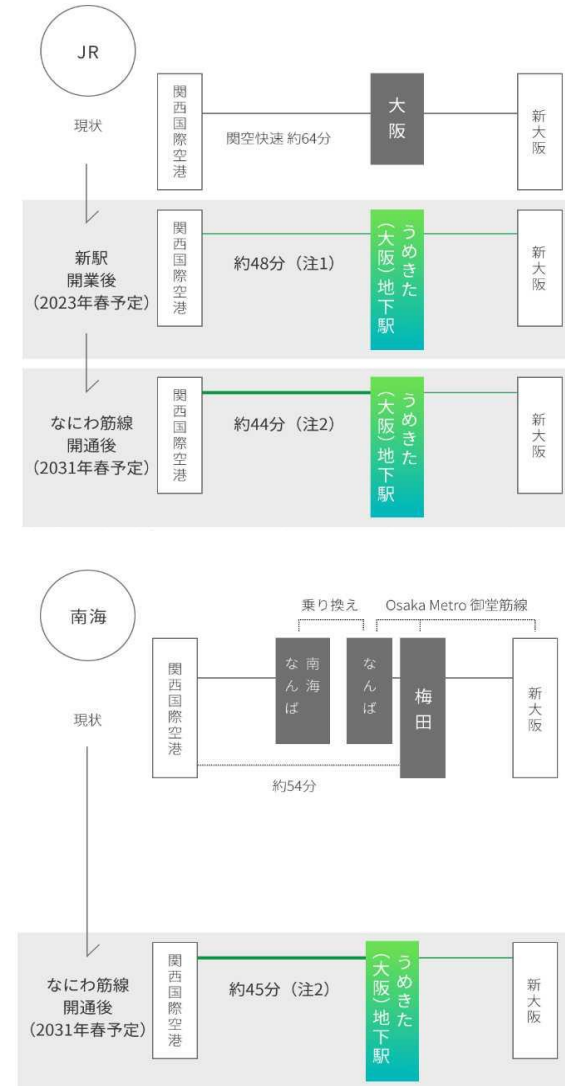 JR
現状
関西国際空港
関空快速 約64分
大阪
新大阪
新駅
開業後
（2023年春予定）
関西国際空港
約48分（注1）
うめきた
（大阪）地下駅
新大阪
なにわ筋線
開通後
（2031年春予定）
関西国際空港
約44分（注2）
うめきた
（大阪）地下駅
新大阪
南海
現状
乗り換え
Osaka Metro 御堂筋線
関西国際空港
南海
なんば
なんば
梅田
新大阪
約54分
なにわ筋線
開通後
（2031年春予定）
関西国際空港
約45分（注2）
うめきた
（大阪）地下駅
新大阪